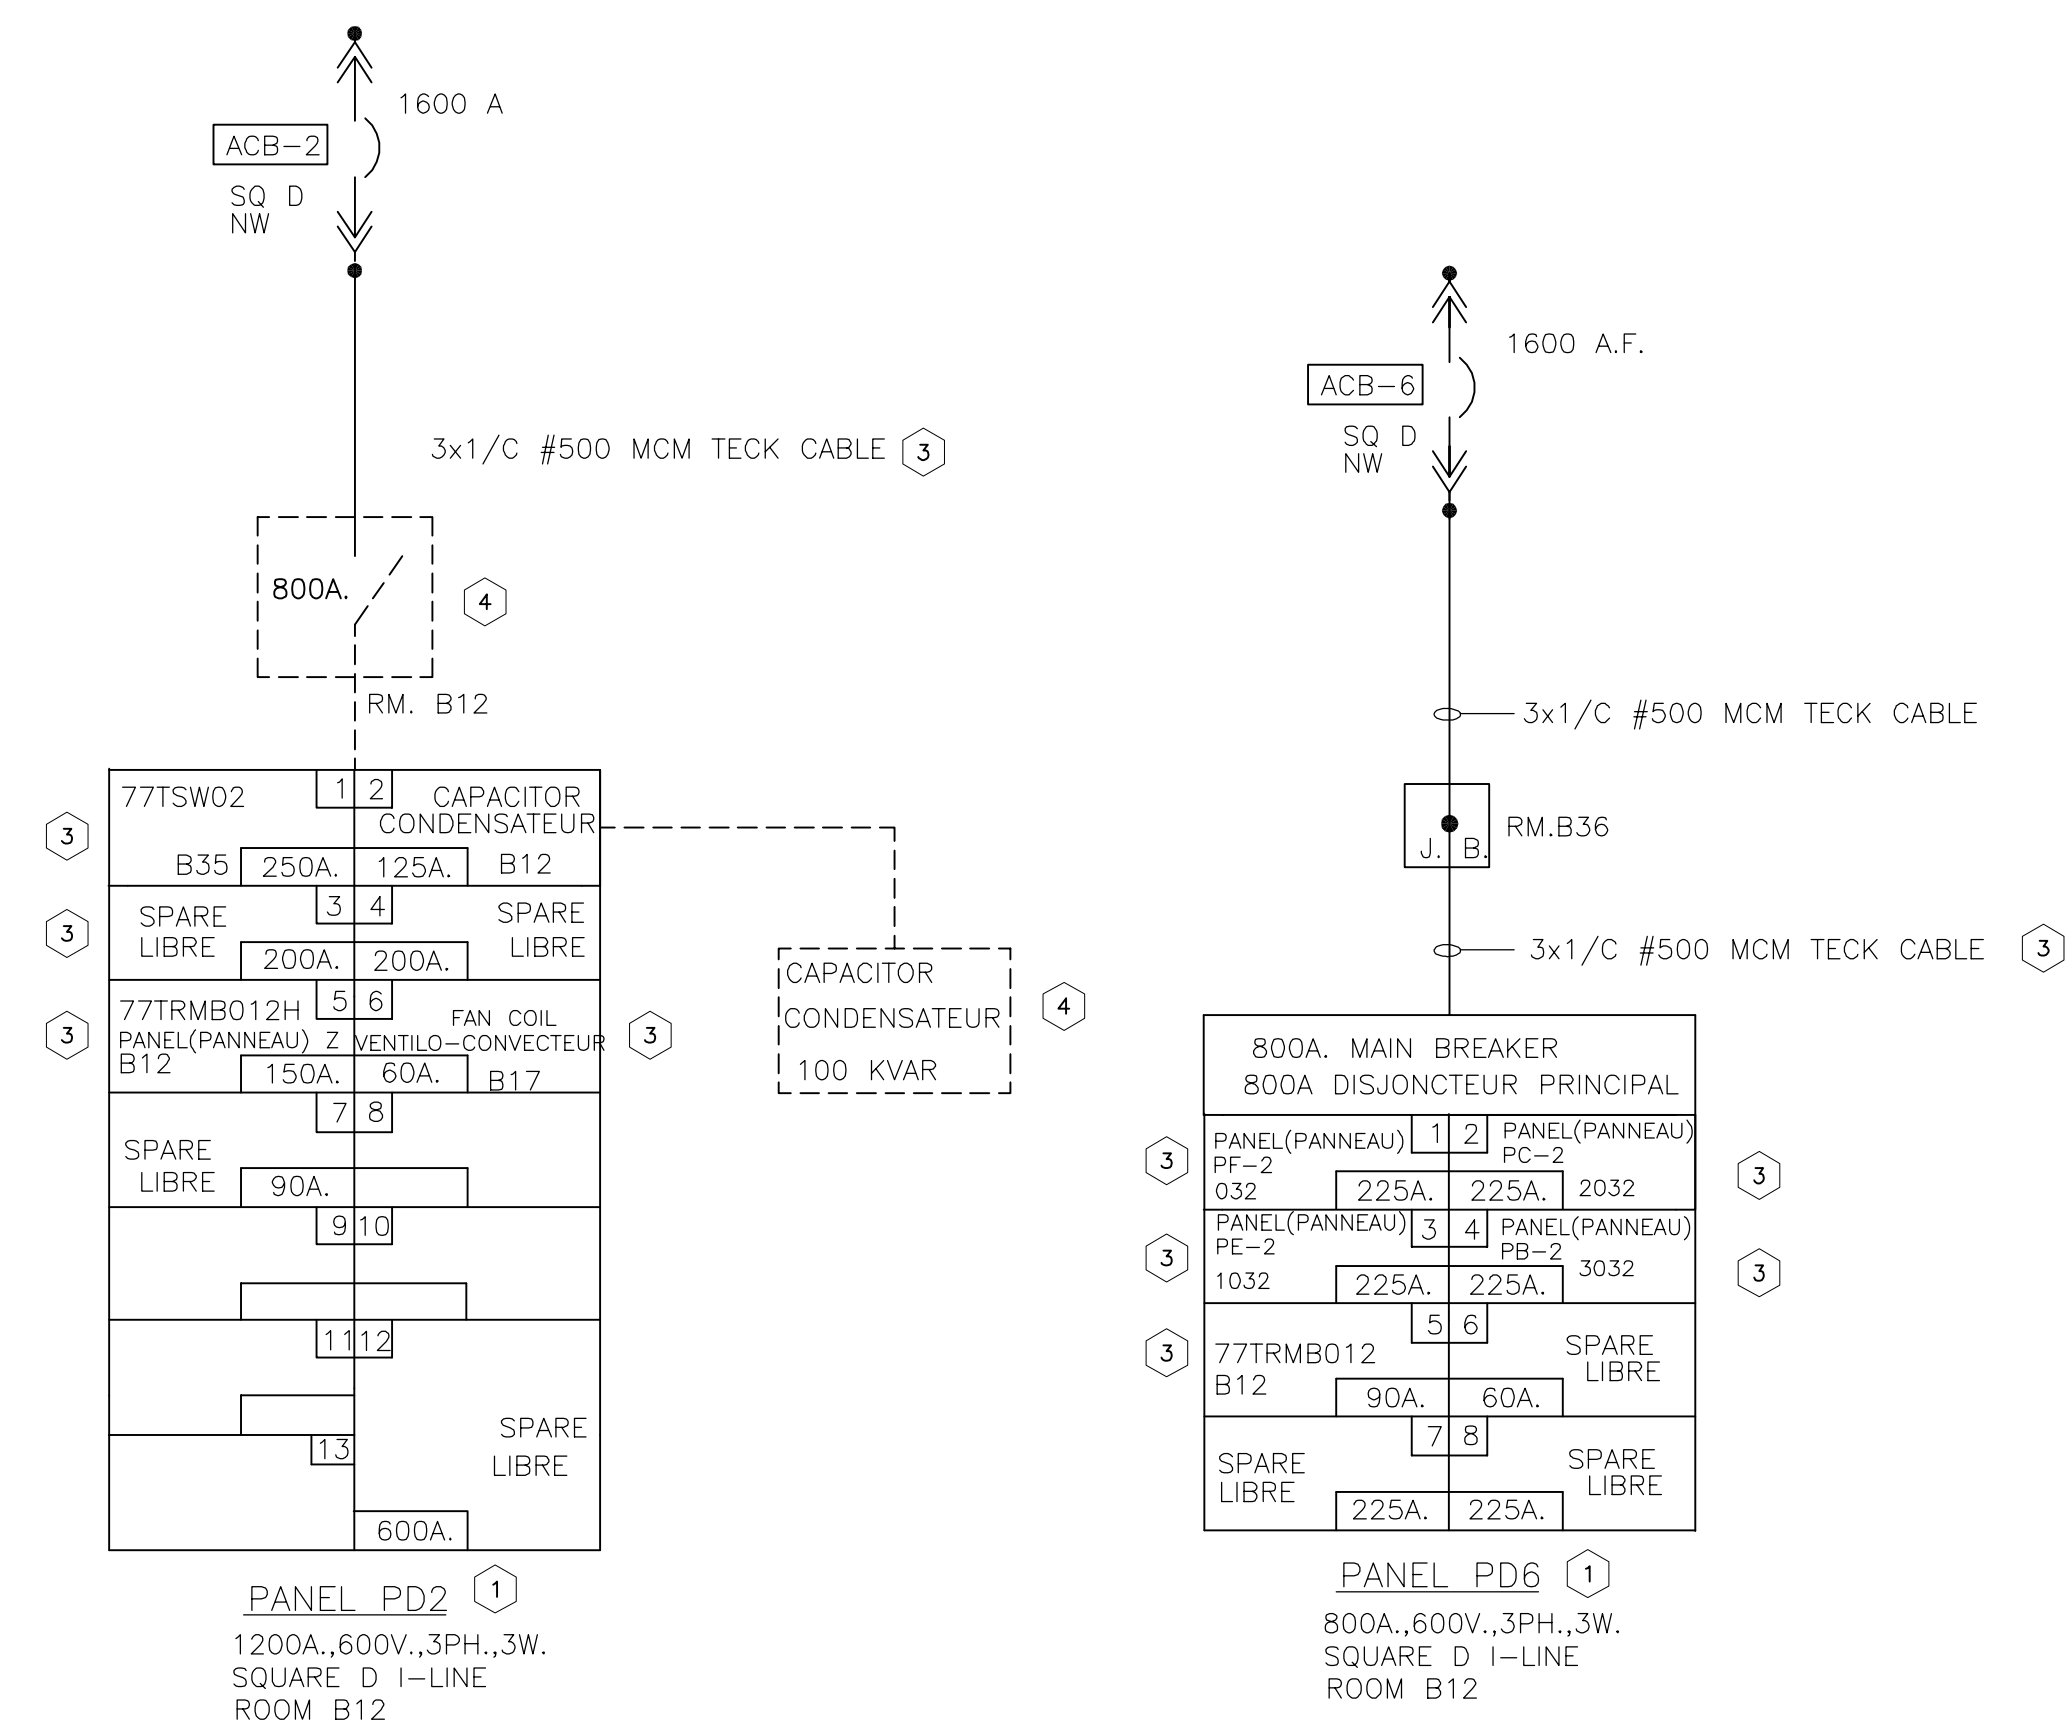 1600 A
ACB-2
SQ D
NW
3x1/C #500 MCM TECK CABLE 3
800A.
4
RM. B12
77TSW02
1 2
CAPACITOR
CONDENSATEUR
3
B35 250A. 125A. B12
3 4
SPARE
LIBRE
SPARE
LIBRE
3
200A. 200A.
5 6
77TRMB012H
PANEL(PANNEAU) Z
B12
FAN COIL
VENTILO-CONVECTEUR
3
3
150A. 60A. B17
7 8
SPARE
LIBRE
90A.
9 10
11 12
13
SPARE
LIBRE
600A.
PANEL PD2 1
1200A.,600V.,3PH.,3W.
SQUARE D I-LINE
ROOM B12
CAPACITOR
CONDENSATEUR
100 KVAR
4
1600 A.F.
ACB-6
SQ D
NW
3x1/C #500 MCM TECK CABLE
J. B.
RM.B36
3x1/C #500 MCM TECK CABLE 3
800A. MAIN BREAKER
800A DISJONCTEUR PRINCIPAL
3
PANEL(PANNEAU)
PF-2
032
1 2
PANEL(PANNEAU)
PC-2
225A. 225A. 2032
3
3
PANEL(PANNEAU)
PE-2
1032
3 4
PANEL(PANNEAU)
PB-2
3032
225A. 225A.
3
3
5 6
77TRMB012
B12
SPARE
LIBRE
90A. 60A.
7 8
SPARE
LIBRE
SPARE
LIBRE
225A. 225A.
PANEL PD6 1
800A.,600V.,3PH.,3W.
SQUARE D I-LINE
ROOM B12